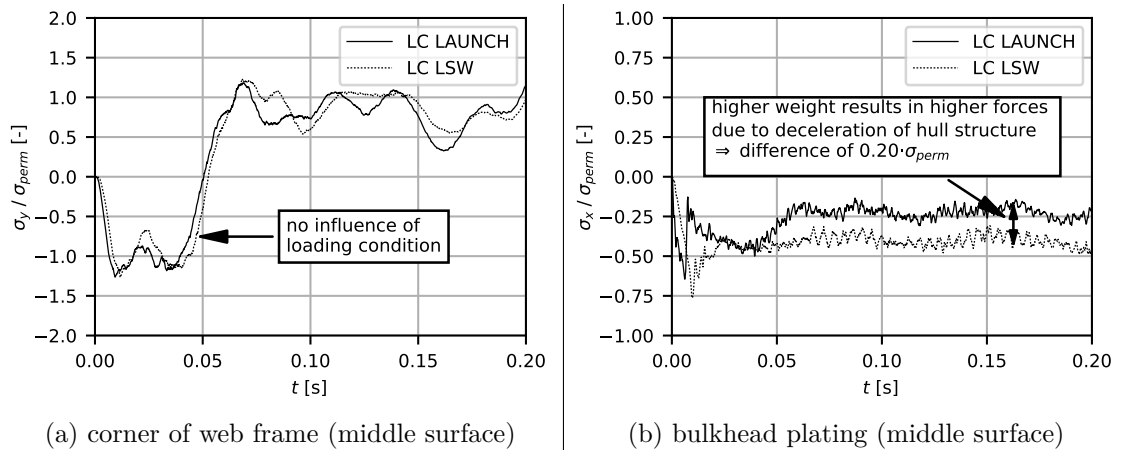 2.0
1.5
1.0
0.5
0.0
−0.5
−1.0
−1.5
−2.0
σy / σperm [-]
LC LAUNCH
LC LSW
no influence of
loading condition
0.00
0.05
0.10
0.15
0.20
t [s]
(a) corner of web frame (middle surface)
1.00
0.75
0.50
0.25
0.00
−0.25
−0.50
−0.75
−1.00
σx / σperm [-]
LC LAUNCH
LC LSW
higher weight results in higher forces
due to deceleration of hull structure
⇒ difference of 0.20·σperm
0.00
0.05
0.10
0.15
0.20
t [s]
(b) bulkhead plating (middle surface)